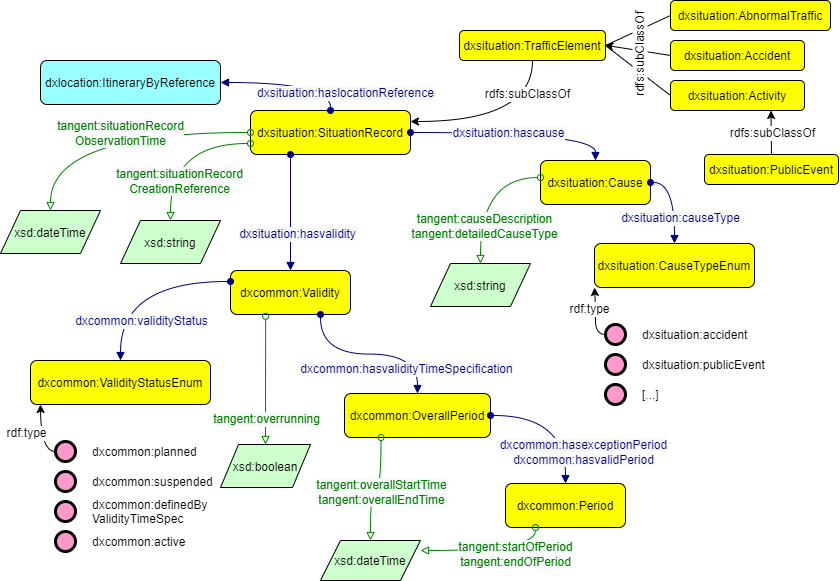 dxsituation:AbnormalTraffic
dxsituation:TrafficElement
rdfs:subClassOf
dxsituation:Accident
dxlocation:ItineraryByReference
dxsituation:haslocationReference
rdfs:subClassOf
dxsituation:Activity
tangent:situationRecord
ObservationTime
dxsituation:SituationRecord
dxsituation:hascause
rdfs:subClassOf
tangent:situationRecord
CreationReference
dxsituation:PublicEvent
dxsituation:Cause
tangent:causeDescription
tangent:detailedCauseType
dxsituation:causeType
xsd:dateTime
xsd:string
dxsituation:hasvalidity
dxsituation:CauseTypeEnum
xsd:string
dxcommon:Validity
rdf:type
dxcommon:validityStatus
dxsituation:accident
dxsituation:publicEvent
[...]
dxcommon:hasvalidityTimeSpecification
dxcommon:ValidityStatusEnum
tangent:overrunning
dxcommon:OverallPeriod
rdf:type
dxcommon:planned
dxcommon:hasexceptionPeriod
dxcommon:hasvalidPeriod
xsd:boolean
dxcommon:suspended
tangent:overallStartTime
tangent:overallEndTime
dxcommon:definedBy
ValidityTimeSpec
dxcommon:Period
dxcommon:active
tangent:startOfPeriod
tangent:endOfPeriod
xsd:dateTime